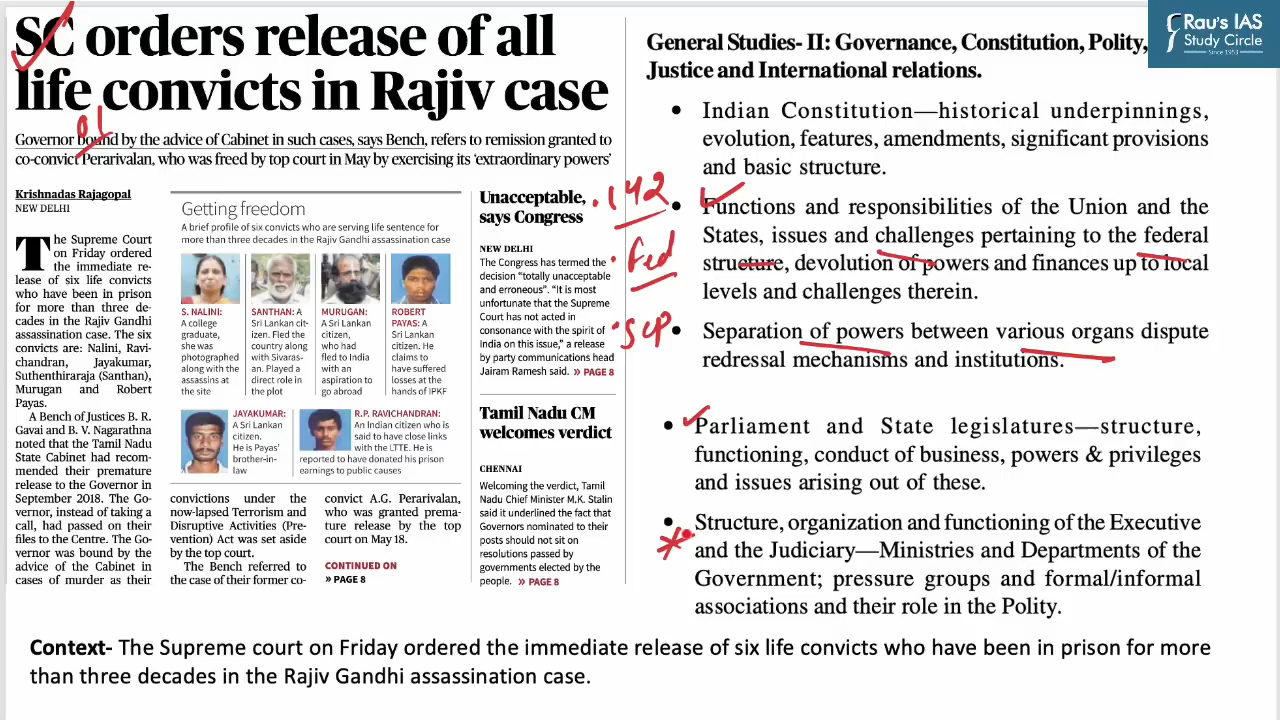 SC orders release of all
life convicts in Rajiv case
Governor bound by the advice of Cabinet in such cases, says Bench, refers to remission granted to
co-convict Perarivalan, who was freed by top court in May by exercising its ‘extraordinary powers’
Krishnadas Rajagopal
NEW DELHI
The Supreme Court
on Friday ordered
the immediate re-
lease of six life convicts
who have been in prison
for more than three de-
cades in the Rajiv Gandhi
assassination case. The six
convicts are: Nalini, Ravi-
chandran, Jayakumar,
Suthenthiraraja (Santhan),
Murugan and Robert
Payas.
A Bench of Justices B. R.
Gavai and B. V. Nagarathna
noted that the Tamil Nadu
State Cabinet had recom-
mended their premature
release to the Governor in
September 2018. The Go-
vernor, instead of taking a
call, had passed on their
files to the Centre. The Go-
vernor was bound by the
advice of the Cabinet in
cases of murder as their
Getting freedom
A brief profile of six convicts who are serving life sentence for
more than three decades in the Rajiv Gandhi assassination case
S. NALINI:
A college
graduate,
she was
photographed
along with the
assassins at
the site
SANTHAN: A
Sri Lankan cit-
izen. Fled the
country along
with Sivaras-
an. Played a
direct role in
the plot
MURUGAN: A
Sri Lankan
citizen,
who had
fled to India
with an
aspiration to
go abroad
ROBERT
PAYAS: A
Sri Lankan
citizen. He
claims to
have suffered
losses at the
hands of IPKF
JAYAKUMAR:
A Sri Lankan
citizen.
He is Payas’
brother-in-
law
R.P. RAVICHANDRAN:
An Indian citizen who is
said to have close links
with the LTTE. He is
reported to have donated his prison
earnings to public causes
convictions under the
now-lapsed Terrorism and
Disruptive Activities (Pre-
vention) Act was set aside
by the top court.
The Bench referred to
the case of their former co-
convict A.G. Perarivalan,
who was granted prema-
ture release by the top
court on May 18.
CONTINUED ON
» PAGE 8
Unacceptable,
says Congress
NEW DELHI
The Congress has termed the
decision “totally unacceptable
and erroneous”. “It is most
unfortunate that the Supreme
Court has not acted in
consonance with the spirit of
India on this issue,” a release
by party communications head
Jairam Ramesh said. » PAGE 8
Tamil Nadu CM
welcomes verdict
CHENNAI
Welcoming the verdict, Tamil
Nadu Chief Minister M.K. Stalin
said it underlined the fact that
Governors nominated to their
posts should not sit on
resolutions passed by
governments elected by the
people. » PAGE 8
142
Fed
SCP
Rau's IAS
Study Circle
Since 1953
General Studies- II: Governance, Constitution, Polity,
Justice and International relations.
• Indian Constitution—historical underpinnings,
evolution, features, amendments, significant provisions
and basic structure.
• Functions and responsibilities of the Union and the
States, issues and challenges pertaining to the federal
structure, devolution of powers and finances up to local
levels and challenges therein.
• Separation of powers between various organs dispute
redressal mechanisms and institutions.
• Parliament and State legislatures—structure,
functioning, conduct of business, powers & privileges
and issues arising out of these.
• Structure, organization and functioning of the Executive
and the Judiciary—Ministries and Departments of the
Government; pressure groups and formal/informal
associations and their role in the Polity.
Context- The Supreme court on Friday ordered the immediate release of six life convicts who have been in prison for more
than three decades in the Rajiv Gandhi assassination case.